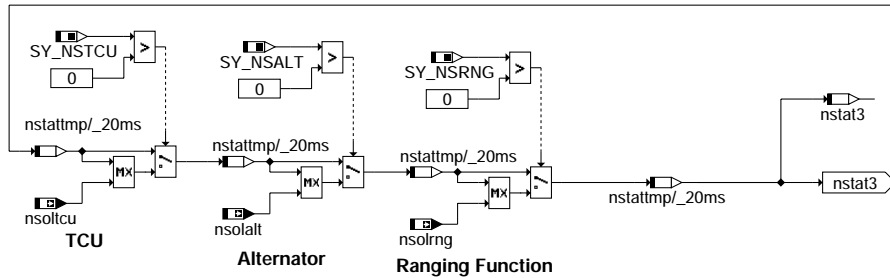 SY_NSTCU
0
SY_NSALT
0
SY_NSRNG
0
nstattmp/_20ms
nstattmp/_20ms
nstattmp/_20ms
nstattmp/_20ms
nstat3
nstat3
MX
MX
MX
nsoltcu
nsolalt
nsolrng
>
>
>
TCU
Alternator
Ranging Function